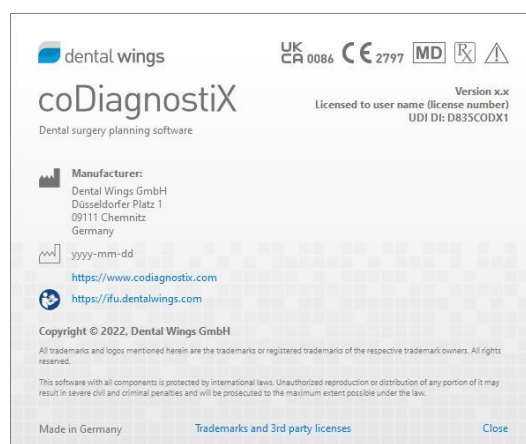 dental wings
UK CA 0086 CE 2797 MD Rx
coDiagnostiX
Dental surgery planning software
Version x.x
Licensed to user name (license number)
UDI DI: D835CODX1
Manufacturer:
Dental Wings GmbH
Düsseldorfer Platz 1
09111 Chemnitz
Germany
yyyy-mm-dd
https://www.codiagnostix.com
https://ifu.dentalwings.com
Copyright © 2022, Dental Wings GmbH
All trademarks and logos mentioned herein are the trademarks or registered trademarks of the respective trademark owners. All rights
reserved.
This software with all components is protected by international laws. Unauthorized reproduction or distribution of any portion of it may
result in severe civil and criminal penalties and will be prosecuted to the maximum extent possible under the law.
Made in Germany
Trademarks and 3rd party licenses
Close